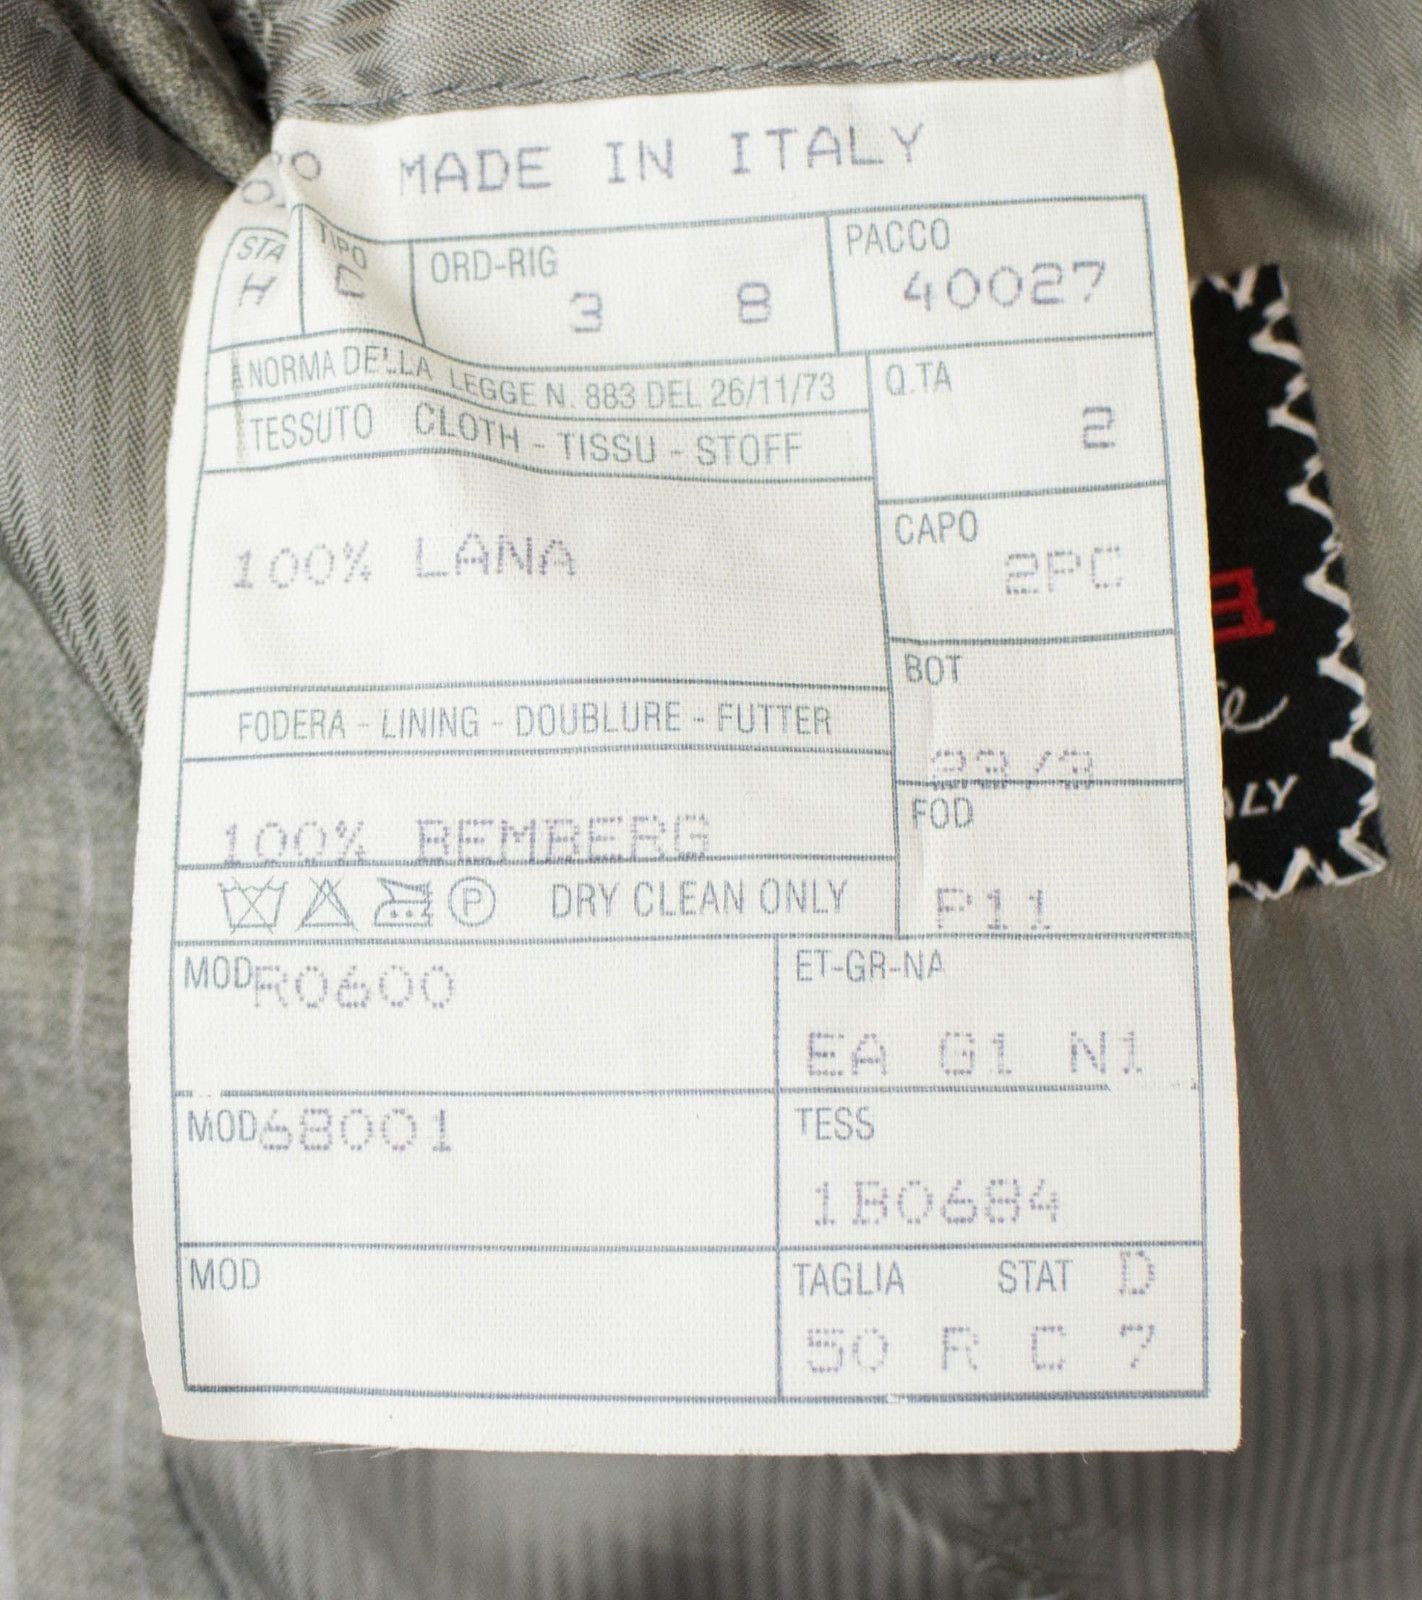 MADE IN ITALY
STA TIPO ORD-RIG PACCO
H C 3 8 40027
NORMA DELLA LEGGE N. 883 DEL 26/11/73
Q.TA
2
TESSUTO CLOTH - TISSU - STOFF
100% LANA
CAPO
2PC
BOT
FODERA - LINING - DOUBLURE - FUTTER
100% BEMBERG
FOD
P11
P DRY CLEAN ONLY
MOD R0600
ET-GR-NA
EA G1 N1
MOD 68001
TESS
1B0684
MOD
TAGLIA STAT D
50 R C 7